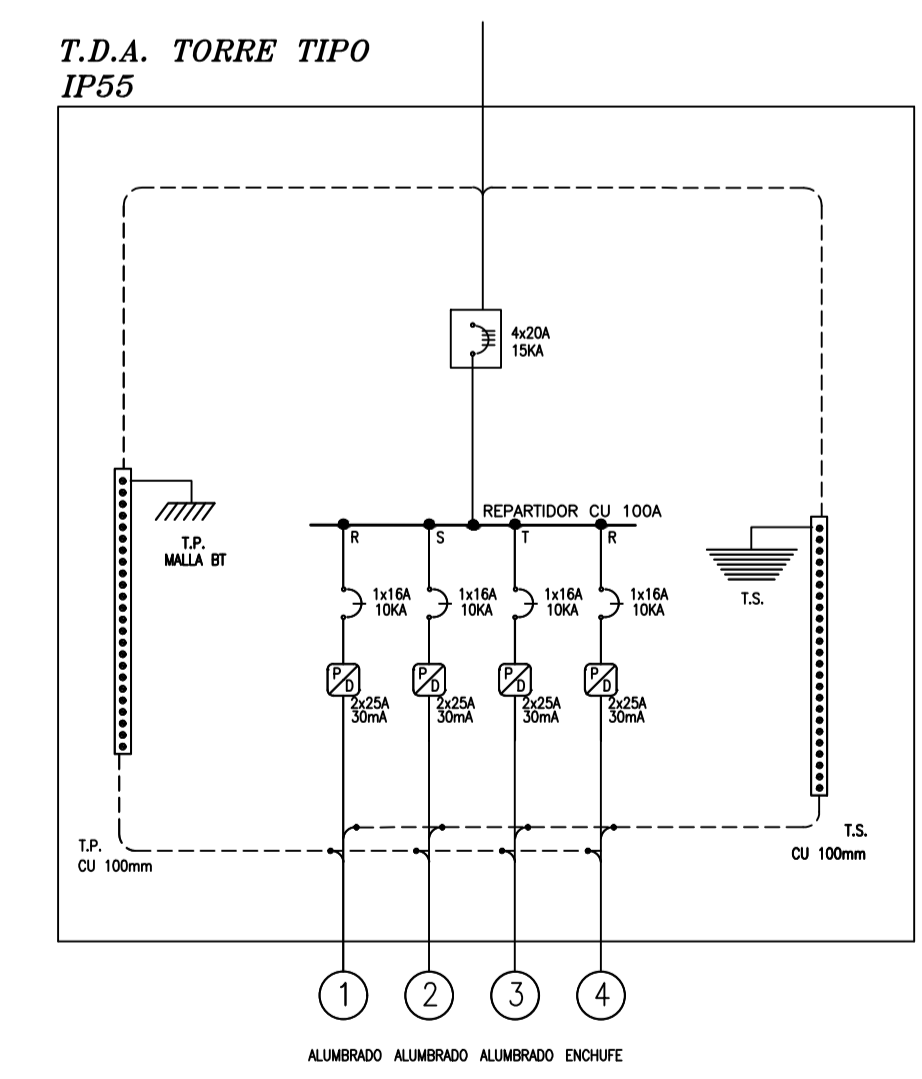 T.D.A. TORRE TIPO
IP55
4x20A
15KA
REPARTIDOR CU 100A
R
S
T
R
T.P.
MALLA BT
T.S.
1x16A
10KA
1x16A
10KA
1x16A
10KA
1x16A
10KA
P/D
P/D
P/D
P/D
2x25A
30mA
2x25A
30mA
2x25A
30mA
2x25A
30mA
T.P.
CU 100mm
T.S.
CU 100mm
1
2
3
4
ALUMBRADO ALUMBRADO ALUMBRADO ENCHUFE